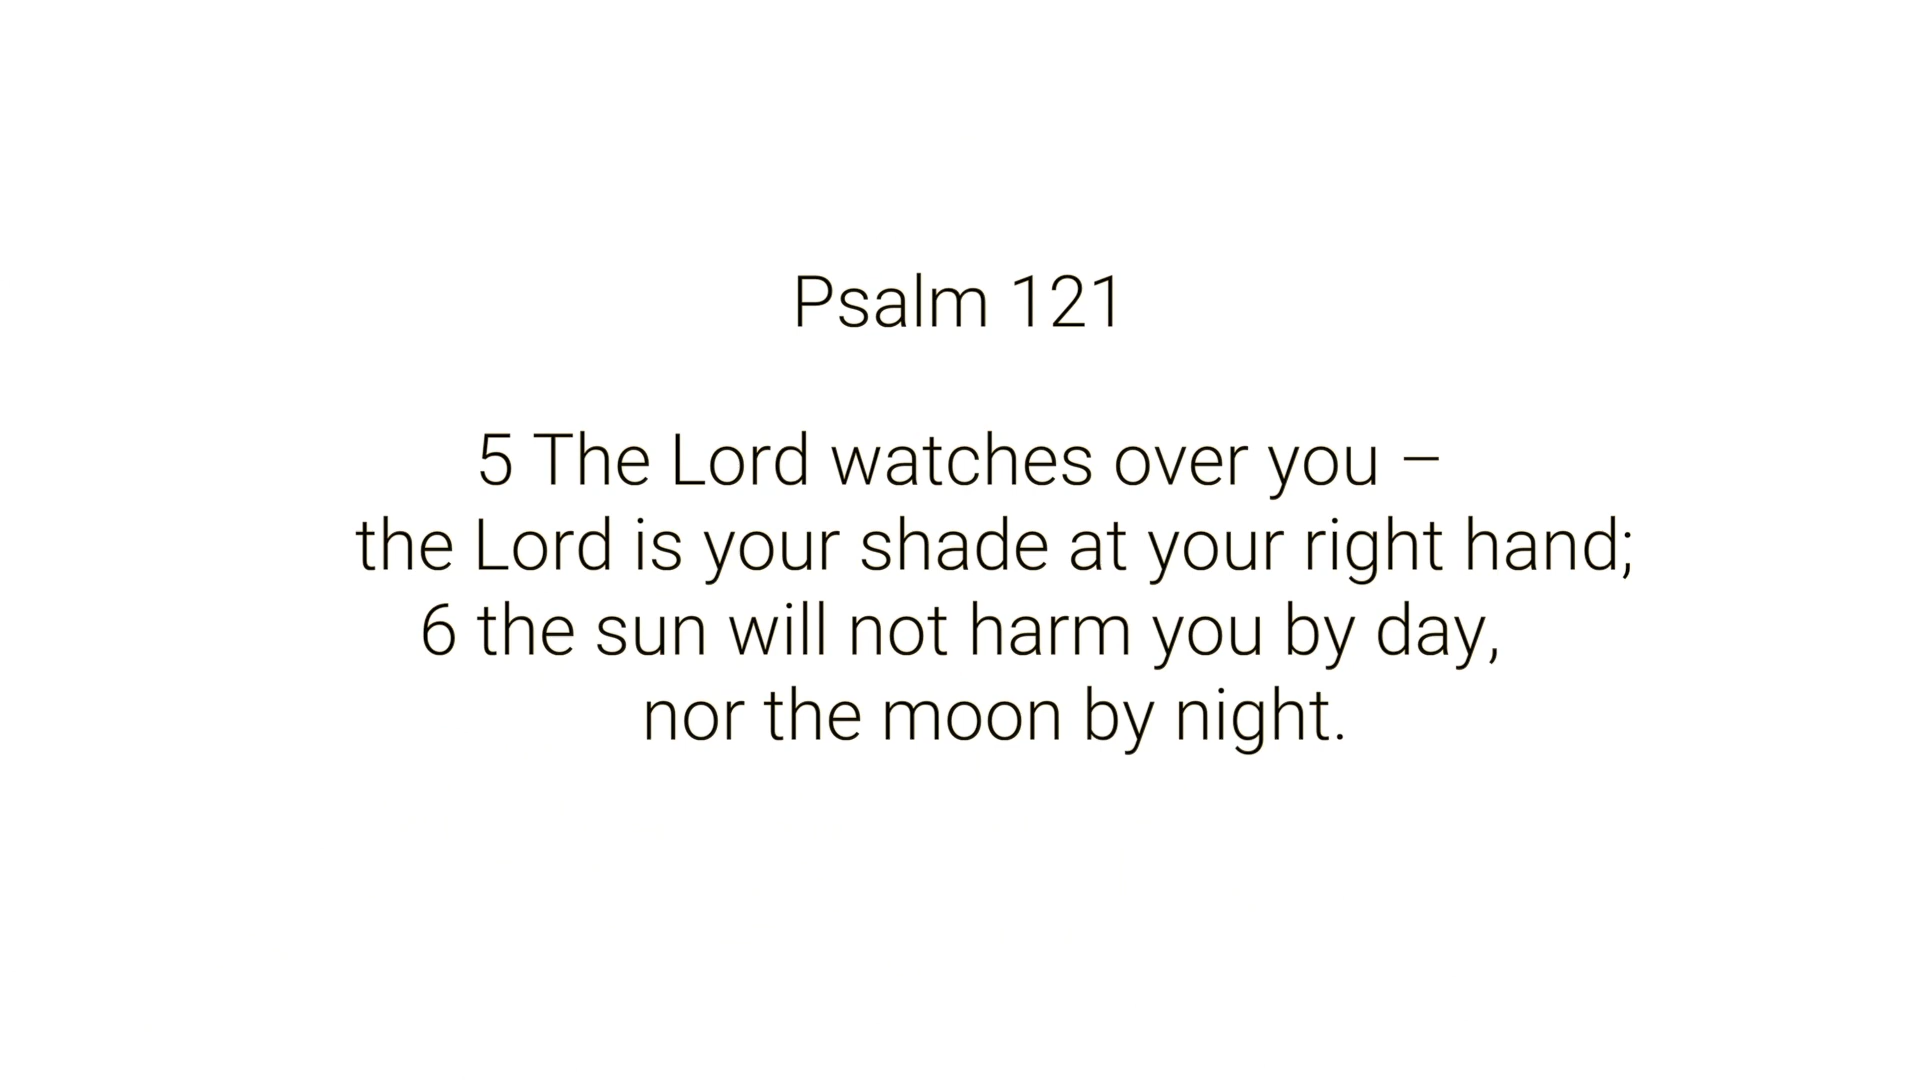 Psalm 121
5 The Lord watches over you –
the Lord is your shade at your right hand;
6 the sun will not harm you by day,
nor the moon by night.